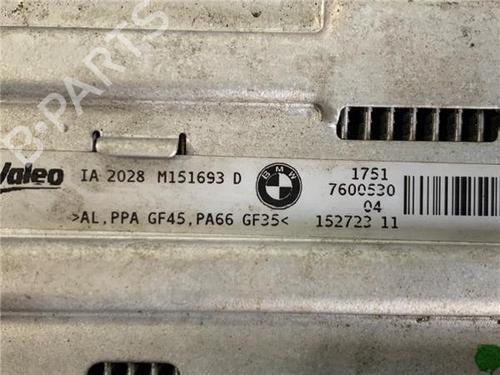 B-PARTS
Valeo IA 2028 M151693 D BMW 1751
7600530
04
>AL,PPA GF45,PA66 GF35< 152723 11